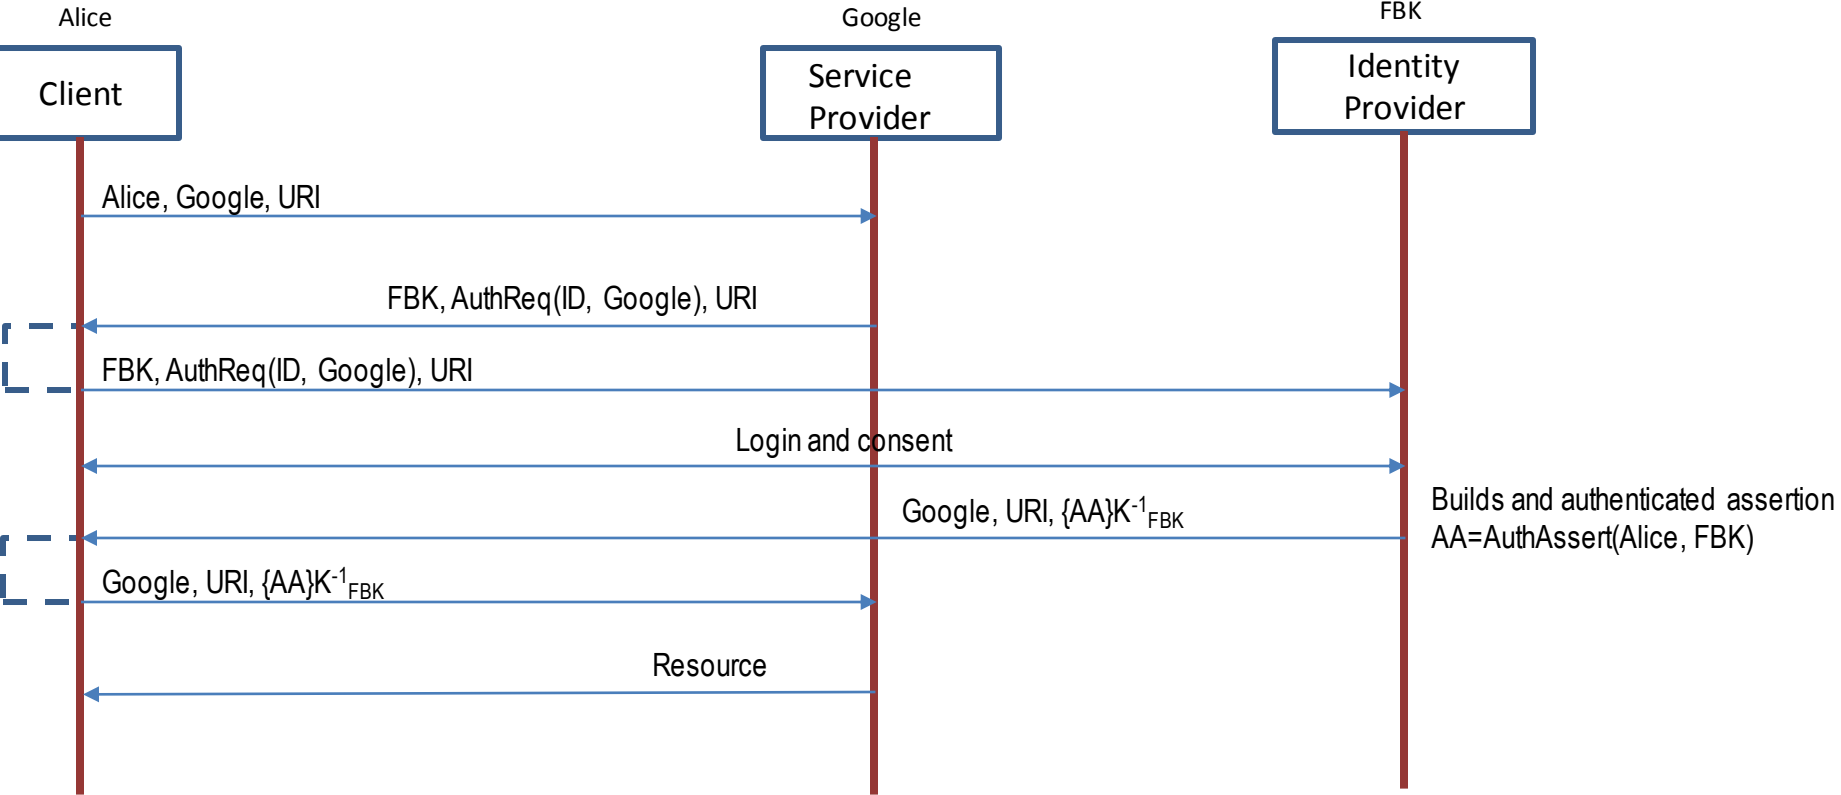 Alice
Google
FBK
Client
Service
Provider
Identity
Provider
Alice, Google, URI
FBK, AuthReq(ID, Google), URI
FBK, AuthReq(ID, Google), URI
Login and consent
Google, URI, {AA}K-1FBK
Builds and authenticated assertion
AA=AuthAssert(Alice, FBK)
Google, URI, {AA}K-1FBK
Resource